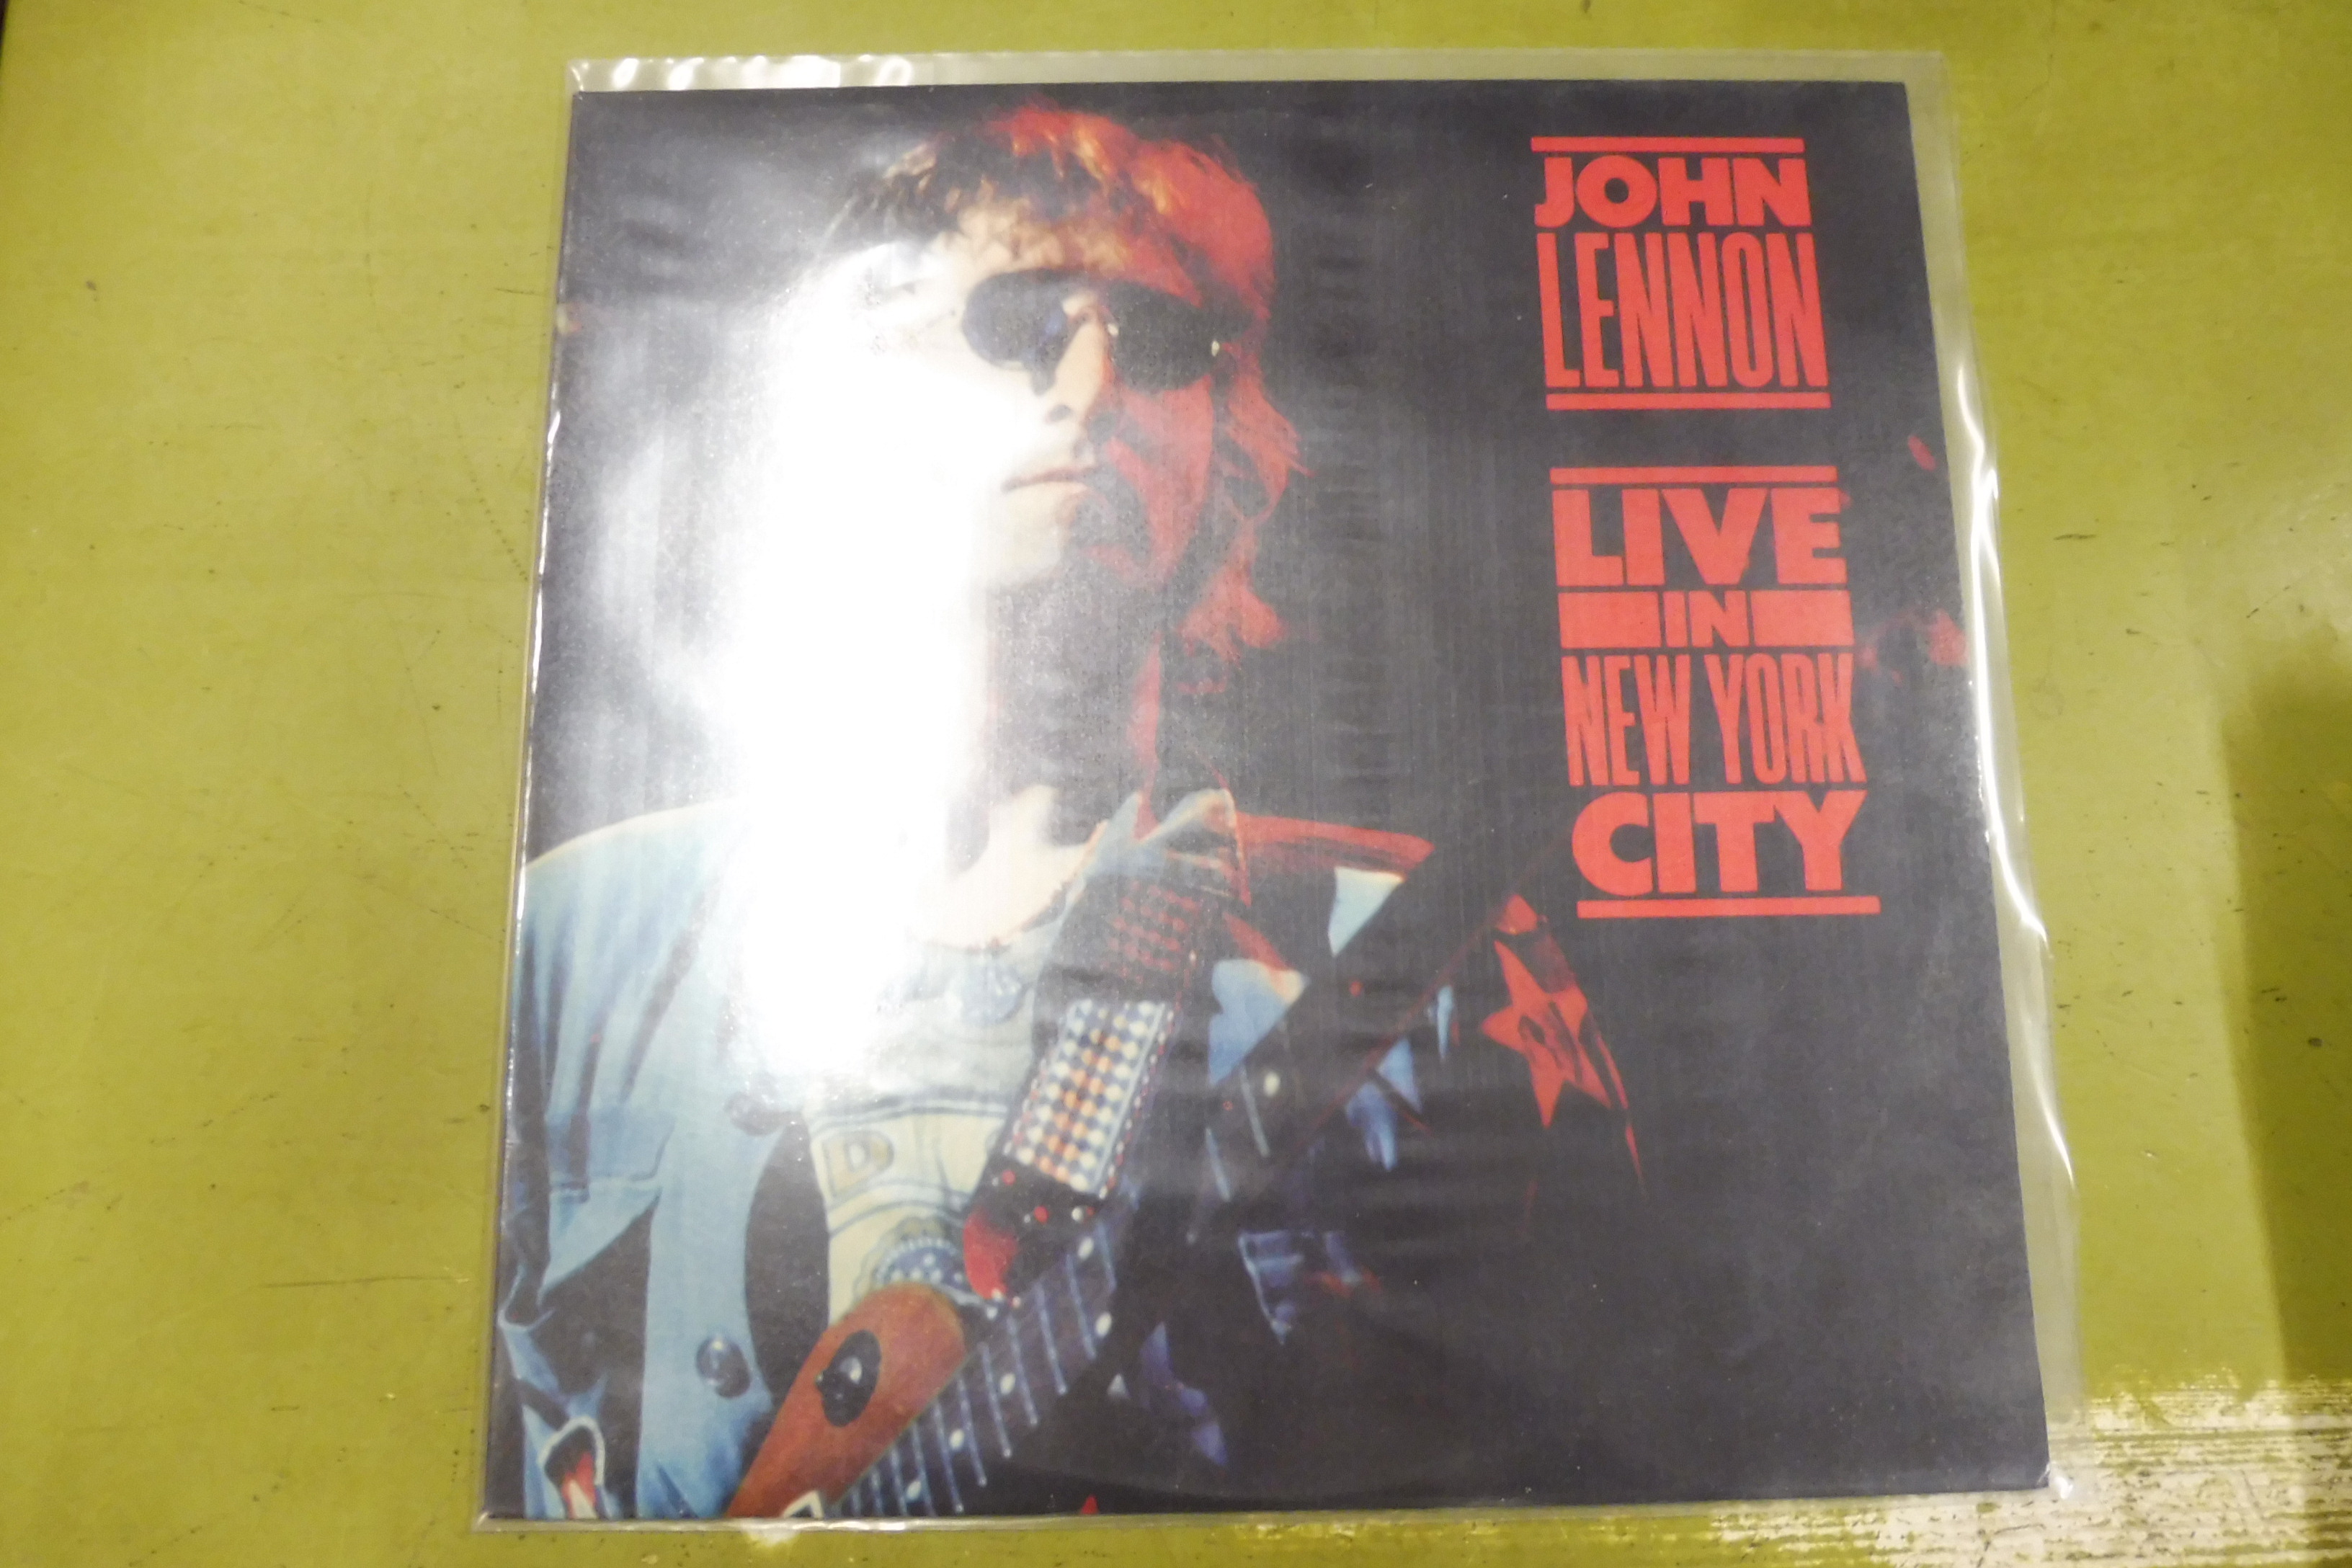 JOHN
LENNON
LIVE
IN
NEW YORK
CITY
D